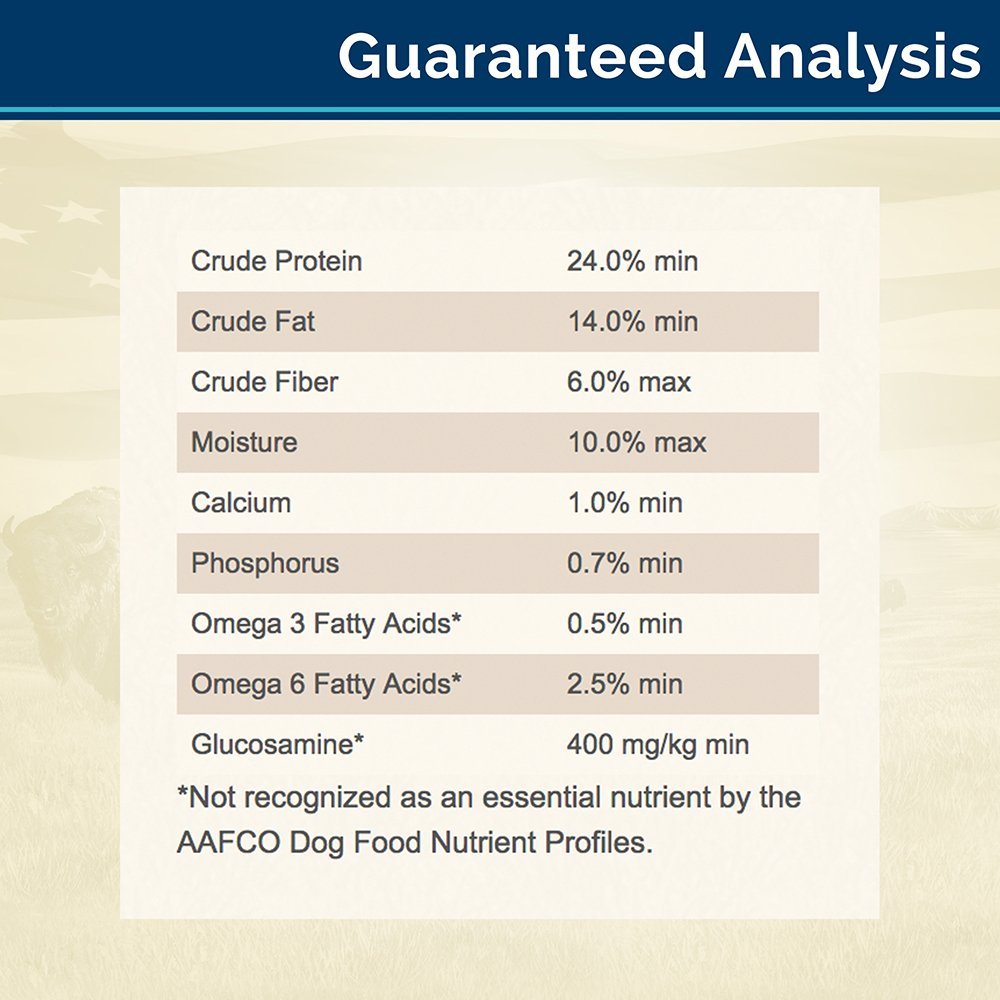 Guaranteed Analysis
Crude Protein 24.0% min
Crude Fat 14.0% min
Crude Fiber 6.0% max
Moisture 10.0% max
Calcium 1.0% min
Phosphorus 0.7% min
Omega 3 Fatty Acids* 0.5% min
Omega 6 Fatty Acids* 2.5% min
Glucosamine* 400 mg/kg min
*Not recognized as an essential nutrient by the
AAFCO Dog Food Nutrient Profiles.